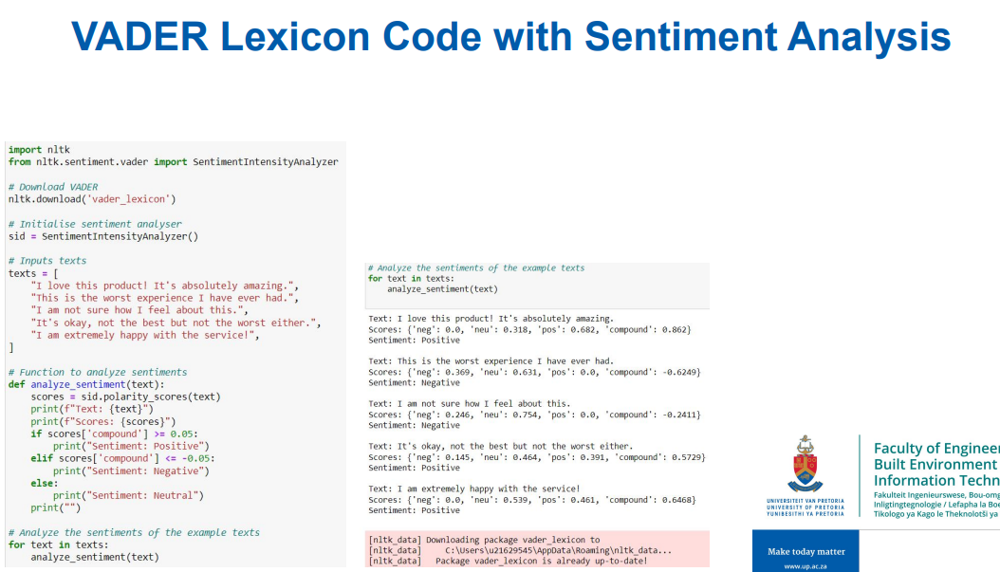 VADER Lexicon Code with Sentiment Analysis
import nltk
from nltk.sentiment.vader import SentimentIntensityAnalyzer
# Download VADER
nltk.download('vader_lexicon')
# Initialise sentiment analyser
sid = SentimentIntensityAnalyzer()
# Inputs texts
texts = [
    "I love this product! It's absolutely amazing.",
    "This is the worst experience I have ever had.",
    "I am not sure how I feel about this.",
    "It's okay, not the best but not the worst either.",
    "I am extremely happy with the service!",
]
# Function to analyze sentiments
def analyze_sentiment(text):
    scores = sid.polarity_scores(text)
    print(f"Text: {text}")
    print(f"Scores: {scores}")
    if scores['compound'] >= 0.05:
        print("Sentiment: Positive")
    elif scores['compound'] <= -0.05:
        print("Sentiment: Negative")
    else:
        print("Sentiment: Neutral")
    print("")
# Analyze the sentiments of the example texts
for text in texts:
    analyze_sentiment(text)
# Analyze the sentiments of the example texts
for text in texts:
    analyze_sentiment(text)
Text: I love this product! It's absolutely amazing.
Scores: {'neg': 0.0, 'neu': 0.318, 'pos': 0.682, 'compound': 0.862}
Sentiment: Positive
Text: This is the worst experience I have ever had.
Scores: {'neg': 0.369, 'neu': 0.631, 'pos': 0.0, 'compound': -0.6249}
Sentiment: Negative
Text: I am not sure how I feel about this.
Scores: {'neg': 0.246, 'neu': 0.754, 'pos': 0.0, 'compound': -0.2411}
Sentiment: Negative
Text: It's okay, not the best but not the worst either.
Scores: {'neg': 0.145, 'neu': 0.464, 'pos': 0.391, 'compound': 0.5729}
Sentiment: Positive
Text: I am extremely happy with the service!
Scores: {'neg': 0.0, 'neu': 0.539, 'pos': 0.461, 'compound': 0.6468}
Sentiment: Positive
[nltk_data] Downloading package vader_lexicon to
[nltk_data]     C:\Users\u21629545\AppData\Roaming\nltk_data...
[nltk_data]   Package vader_lexicon is already up-to-date!
UNIVERSITEIT VAN PRETORIA
UNIVERSITY OF PRETORIA
YUNIBESITHI YA PRETORIA
Faculty of Engineer
Built Environment
Information Techn
Fakulteit Ingenieurswese, Bou-omg
Inligtingtegnologie / Lefapha la Boe
Tikologo ya Kago le Theknolotši ya
Make today matter
www.up.ac.za